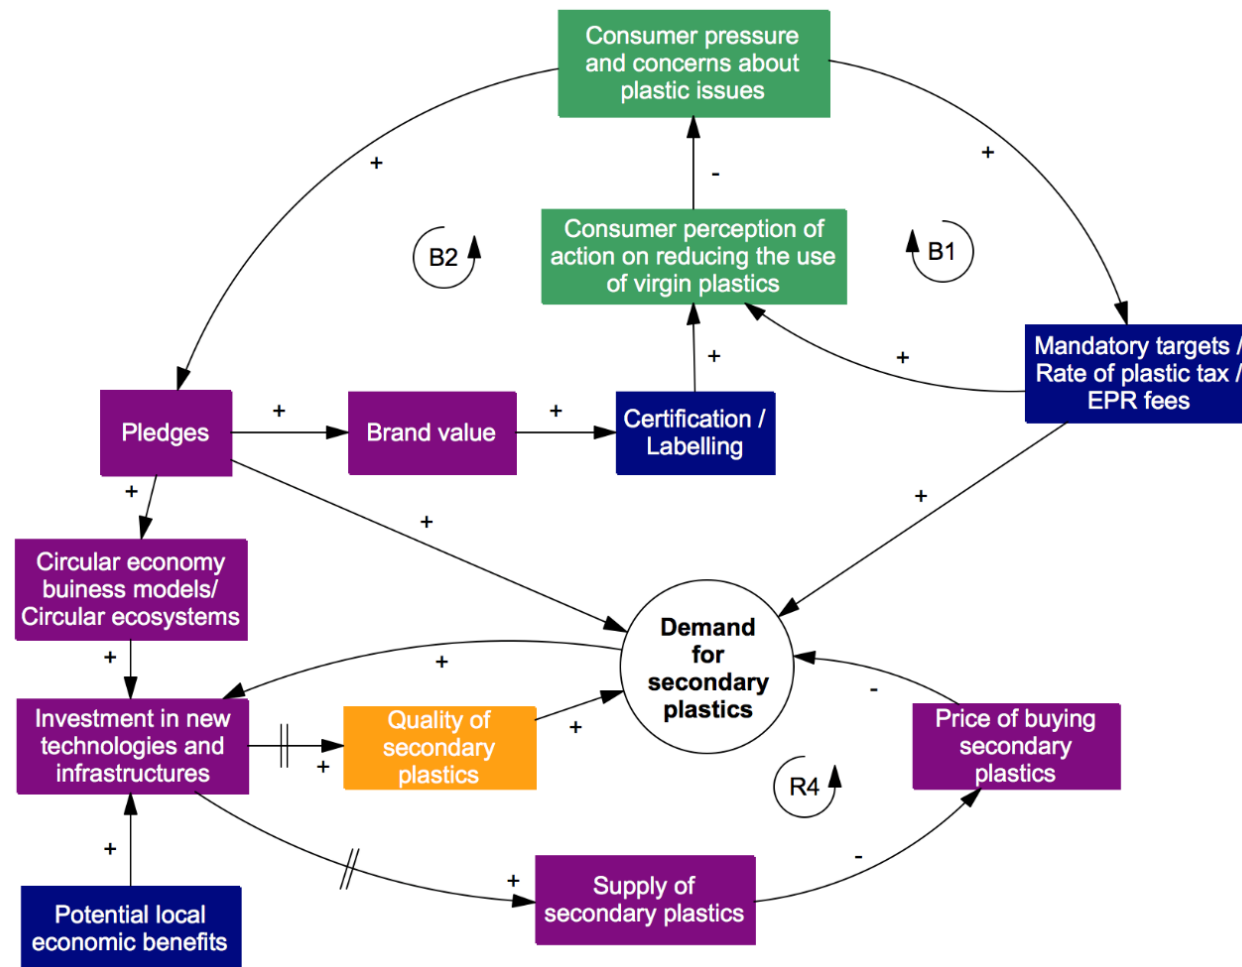 Consumer pressure
and concerns about
plastic issues
+
+
-
B2
Consumer perception of
action on reducing the use
of virgin plastics
B1
+
+
Mandatory targets /
Rate of plastic tax /
EPR fees
Pledges
+
Brand value
+
Certification /
Labelling
+
+
+
Circular economy
buiness models/
Circular ecosystems
+
Demand
for
secondary
plastics
+
-
Investment in new
technologies and
infrastructures
+
Quality of
secondary
plastics
+
Price of buying
secondary
plastics
R4
+
+
Supply of
secondary plastics
-
Potential local
economic benefits